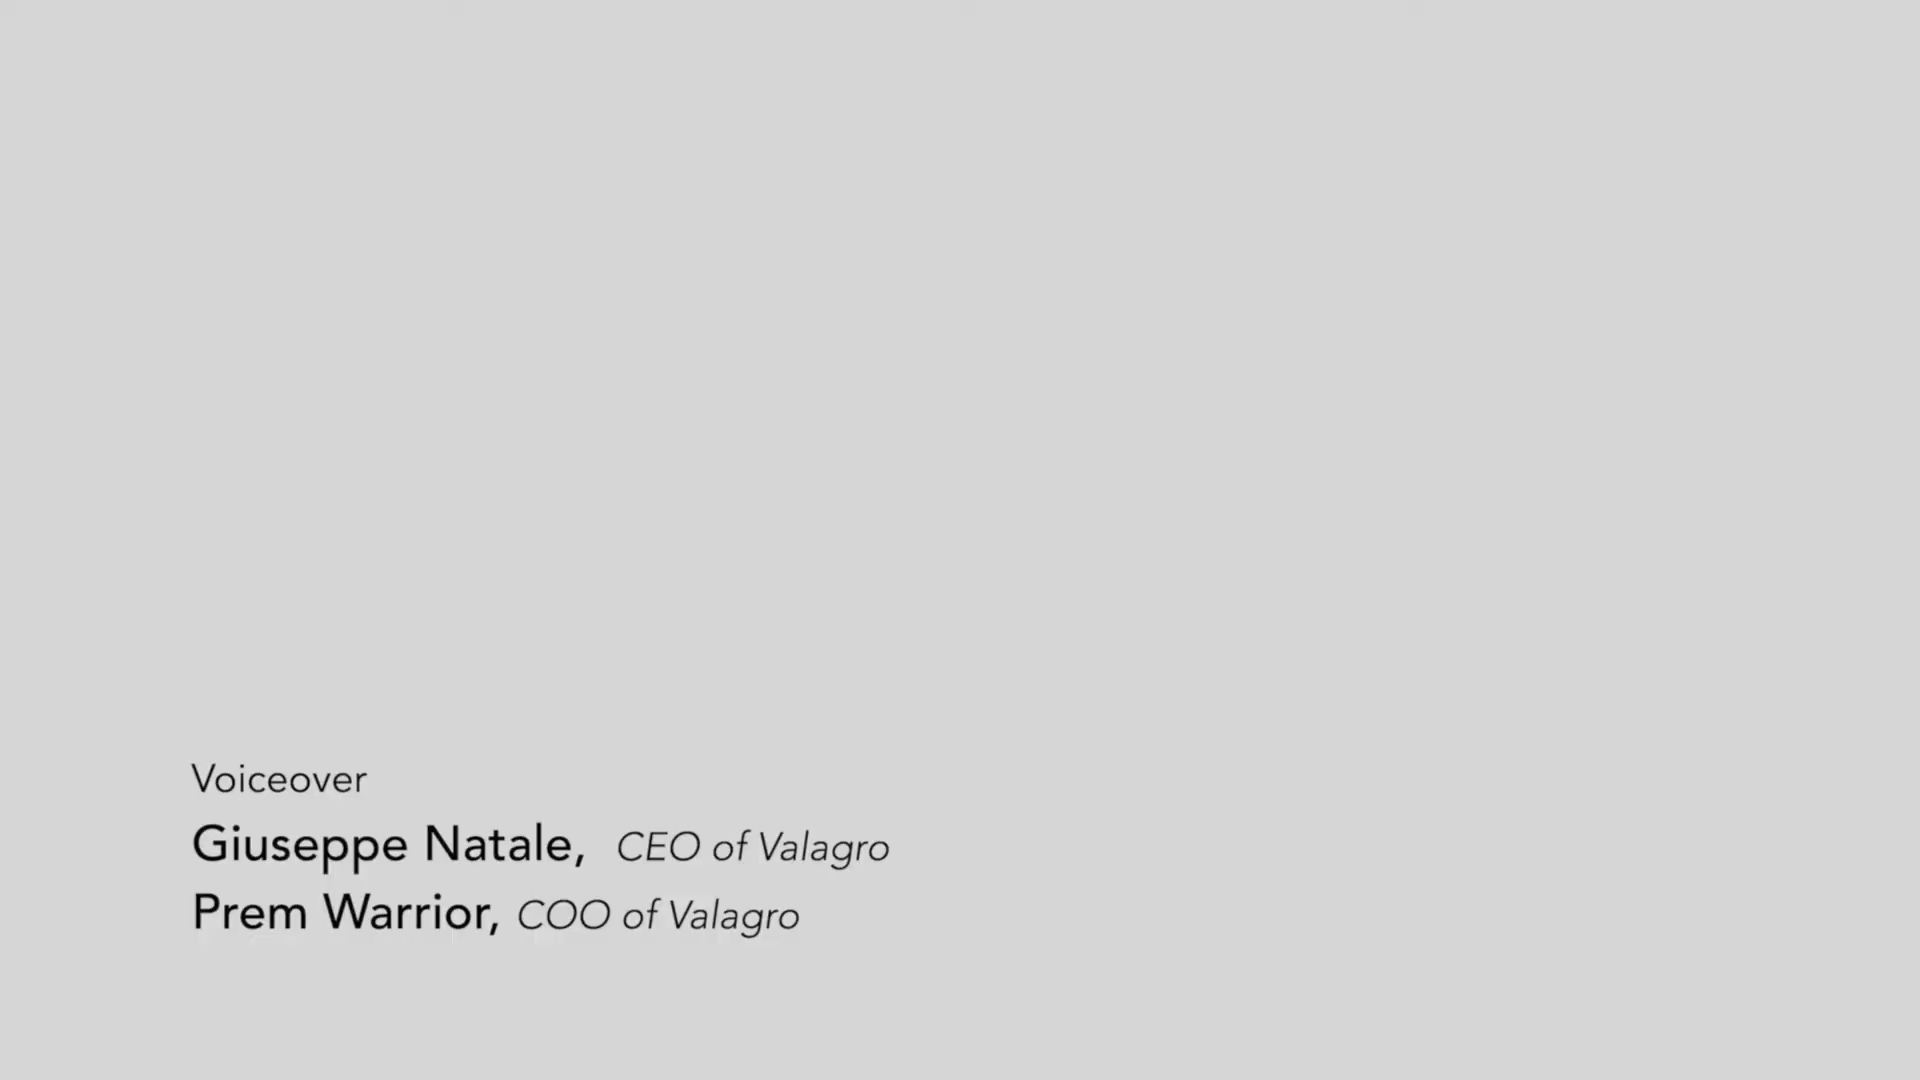 Voiceover
Giuseppe Natale, CEO of Valagro
Prem Warrior, COO of Valagro